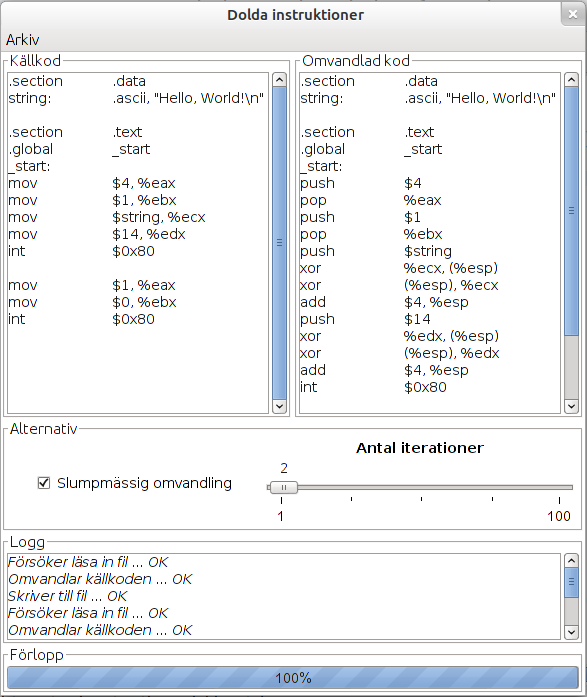 Dolda instruktioner
Arkiv
Källkod
.section .data
string: .ascii, "Hello, World!\n"
.section .text
.global _start
_start:
mov $4, %eax
mov $1, %ebx
mov $string, %ecx
mov $14, %edx
int $0x80
mov $1, %eax
mov $0, %ebx
int $0x80
Omvandlad kod
.section .data
string: .ascii, "Hello, World!\n"
.section .text
.global _start
_start:
push $4
pop %eax
push $1
pop %ebx
push $string
xor %ecx, (%esp)
xor (%esp), %ecx
add $4, %esp
push $14
xor %edx, (%esp)
xor (%esp), %edx
add $4, %esp
int $0x80
Alternativ
Slumpmässig omvandling
Antal iterationer
2
1 100
Logg
Försöker läsa in fil ... OK
Omvandlar källkoden ... OK
Skriver till fil ... OK
Försöker läsa in fil ... OK
Omvandlar källkoden ... OK
Förlopp
100%